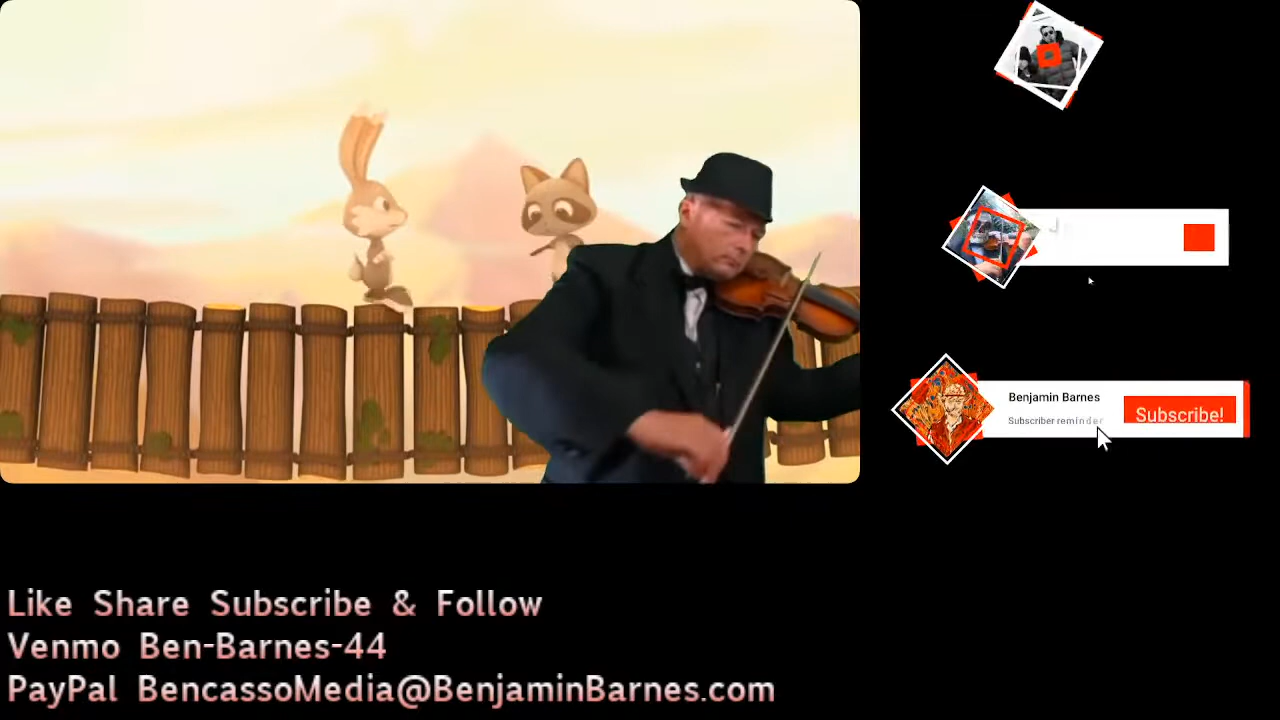 Benjamin Barnes
Subscriber reminder
Subscribe!
Like Share Subscribe & Follow
Venmo Ben-Barnes-44
PayPal BencassoMedia@BenjaminBarnes.com